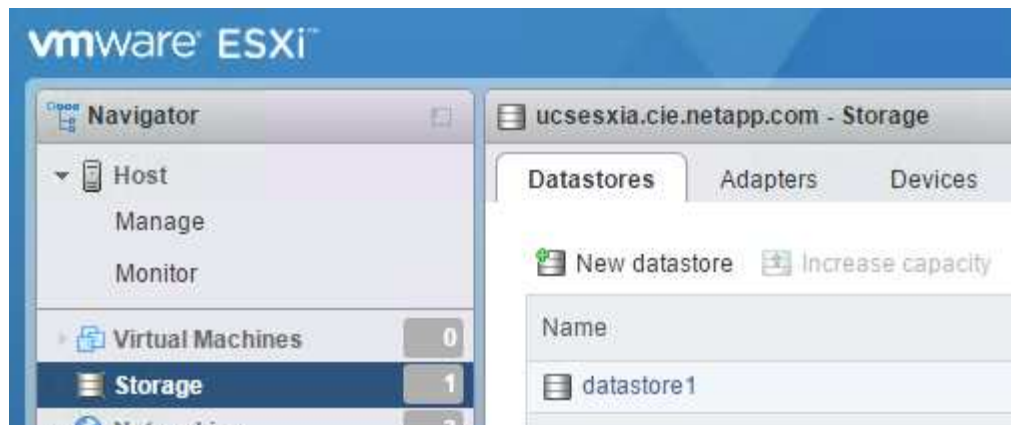 vmware ESXi™
Navigator
Host
Manage
Monitor
Virtual Machines 0
Storage 1
ucsesxia.cie.netapp.com - Storage
Datastores Adapters Devices
New datastore Increase capacity
Name
datastore1